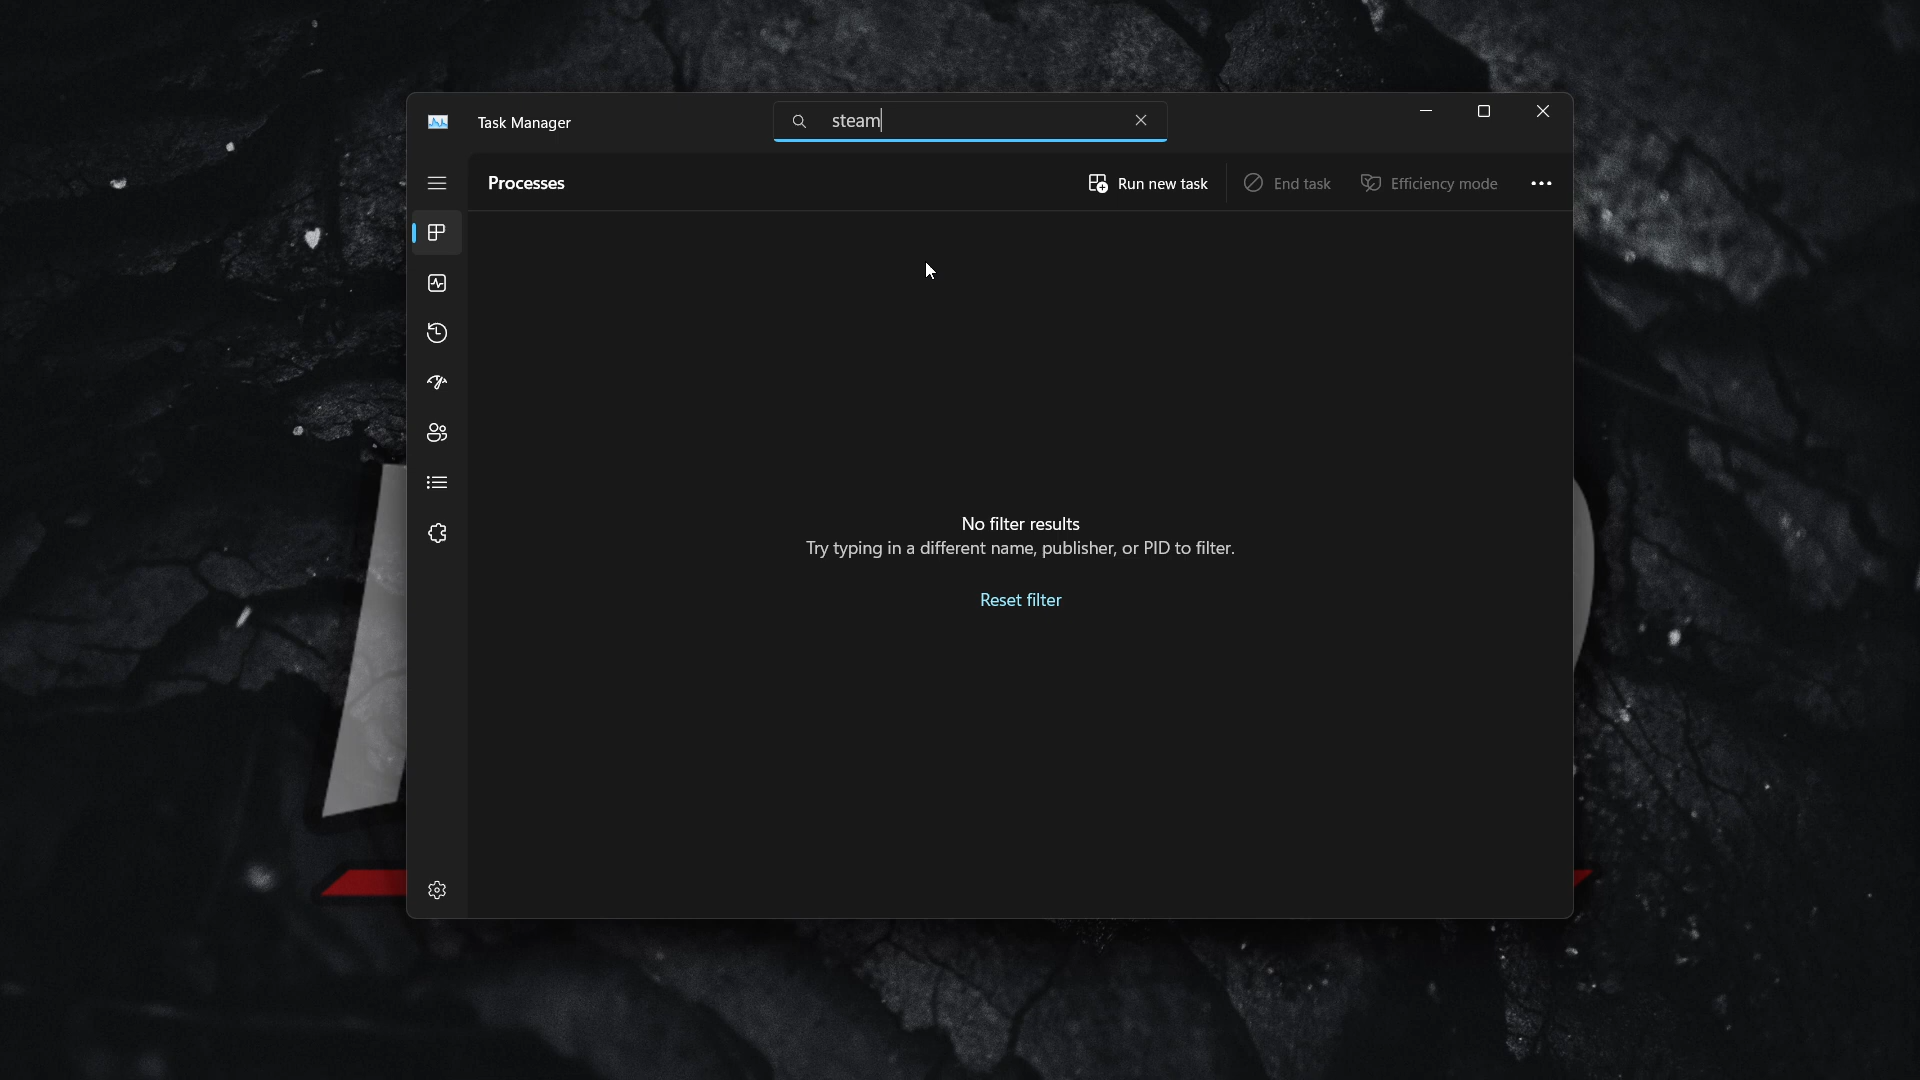 Task Manager
steam
Processes
Run new task
End task
Efficiency mode
No filter results
Try typing in a different name, publisher, or PID to filter.
Reset filter